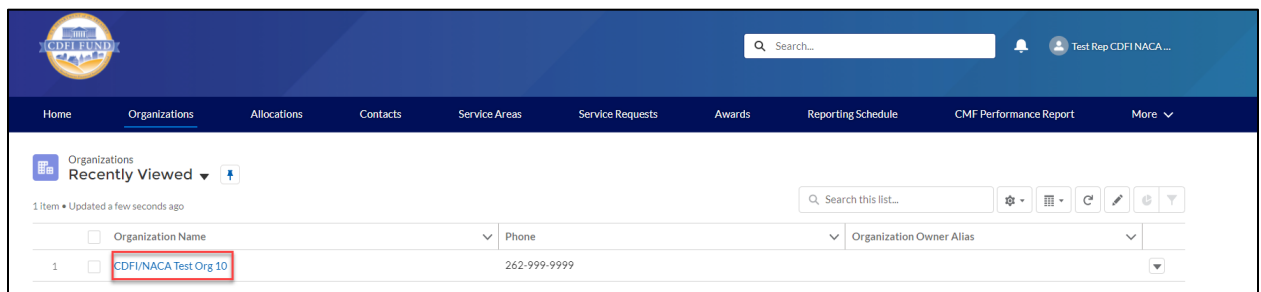 CDFI FUND
Search...
Test Rep CDFI NACA ...
Home Organizations Allocations Contacts Service Areas Service Requests Awards Reporting Schedule CMF Performance Report More
Organizations
Recently Viewed
1 item • Updated a few seconds ago
Search this list...
Organization Name Phone Organization Owner Alias
1 CDFI/NACA Test Org 10 262-999-9999